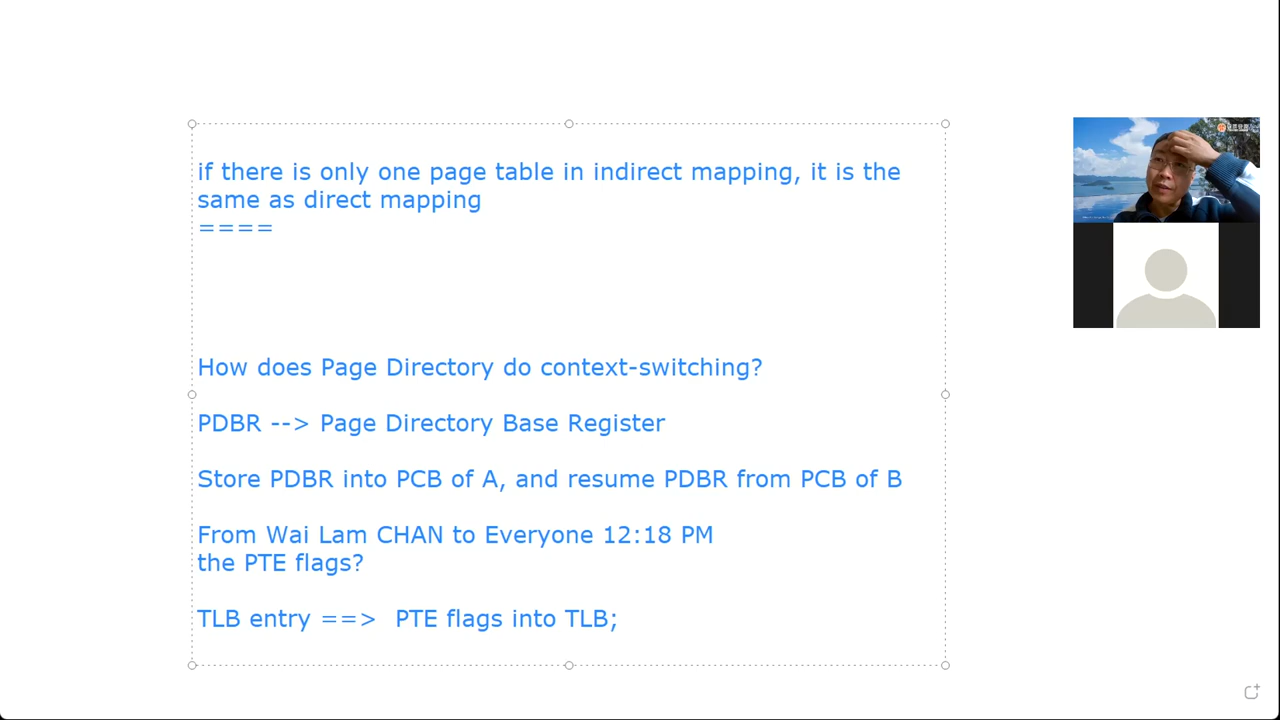 if there is only one page table in indirect mapping, it is the
same as direct mapping
====
How does Page Directory do context-switching?
PDBR --> Page Directory Base Register
Store PDBR into PCB of A, and resume PDBR from PCB of B
From Wai Lam CHAN to Everyone 12:18 PM
the PTE flags?
TLB entry ==>  PTE flags into TLB;